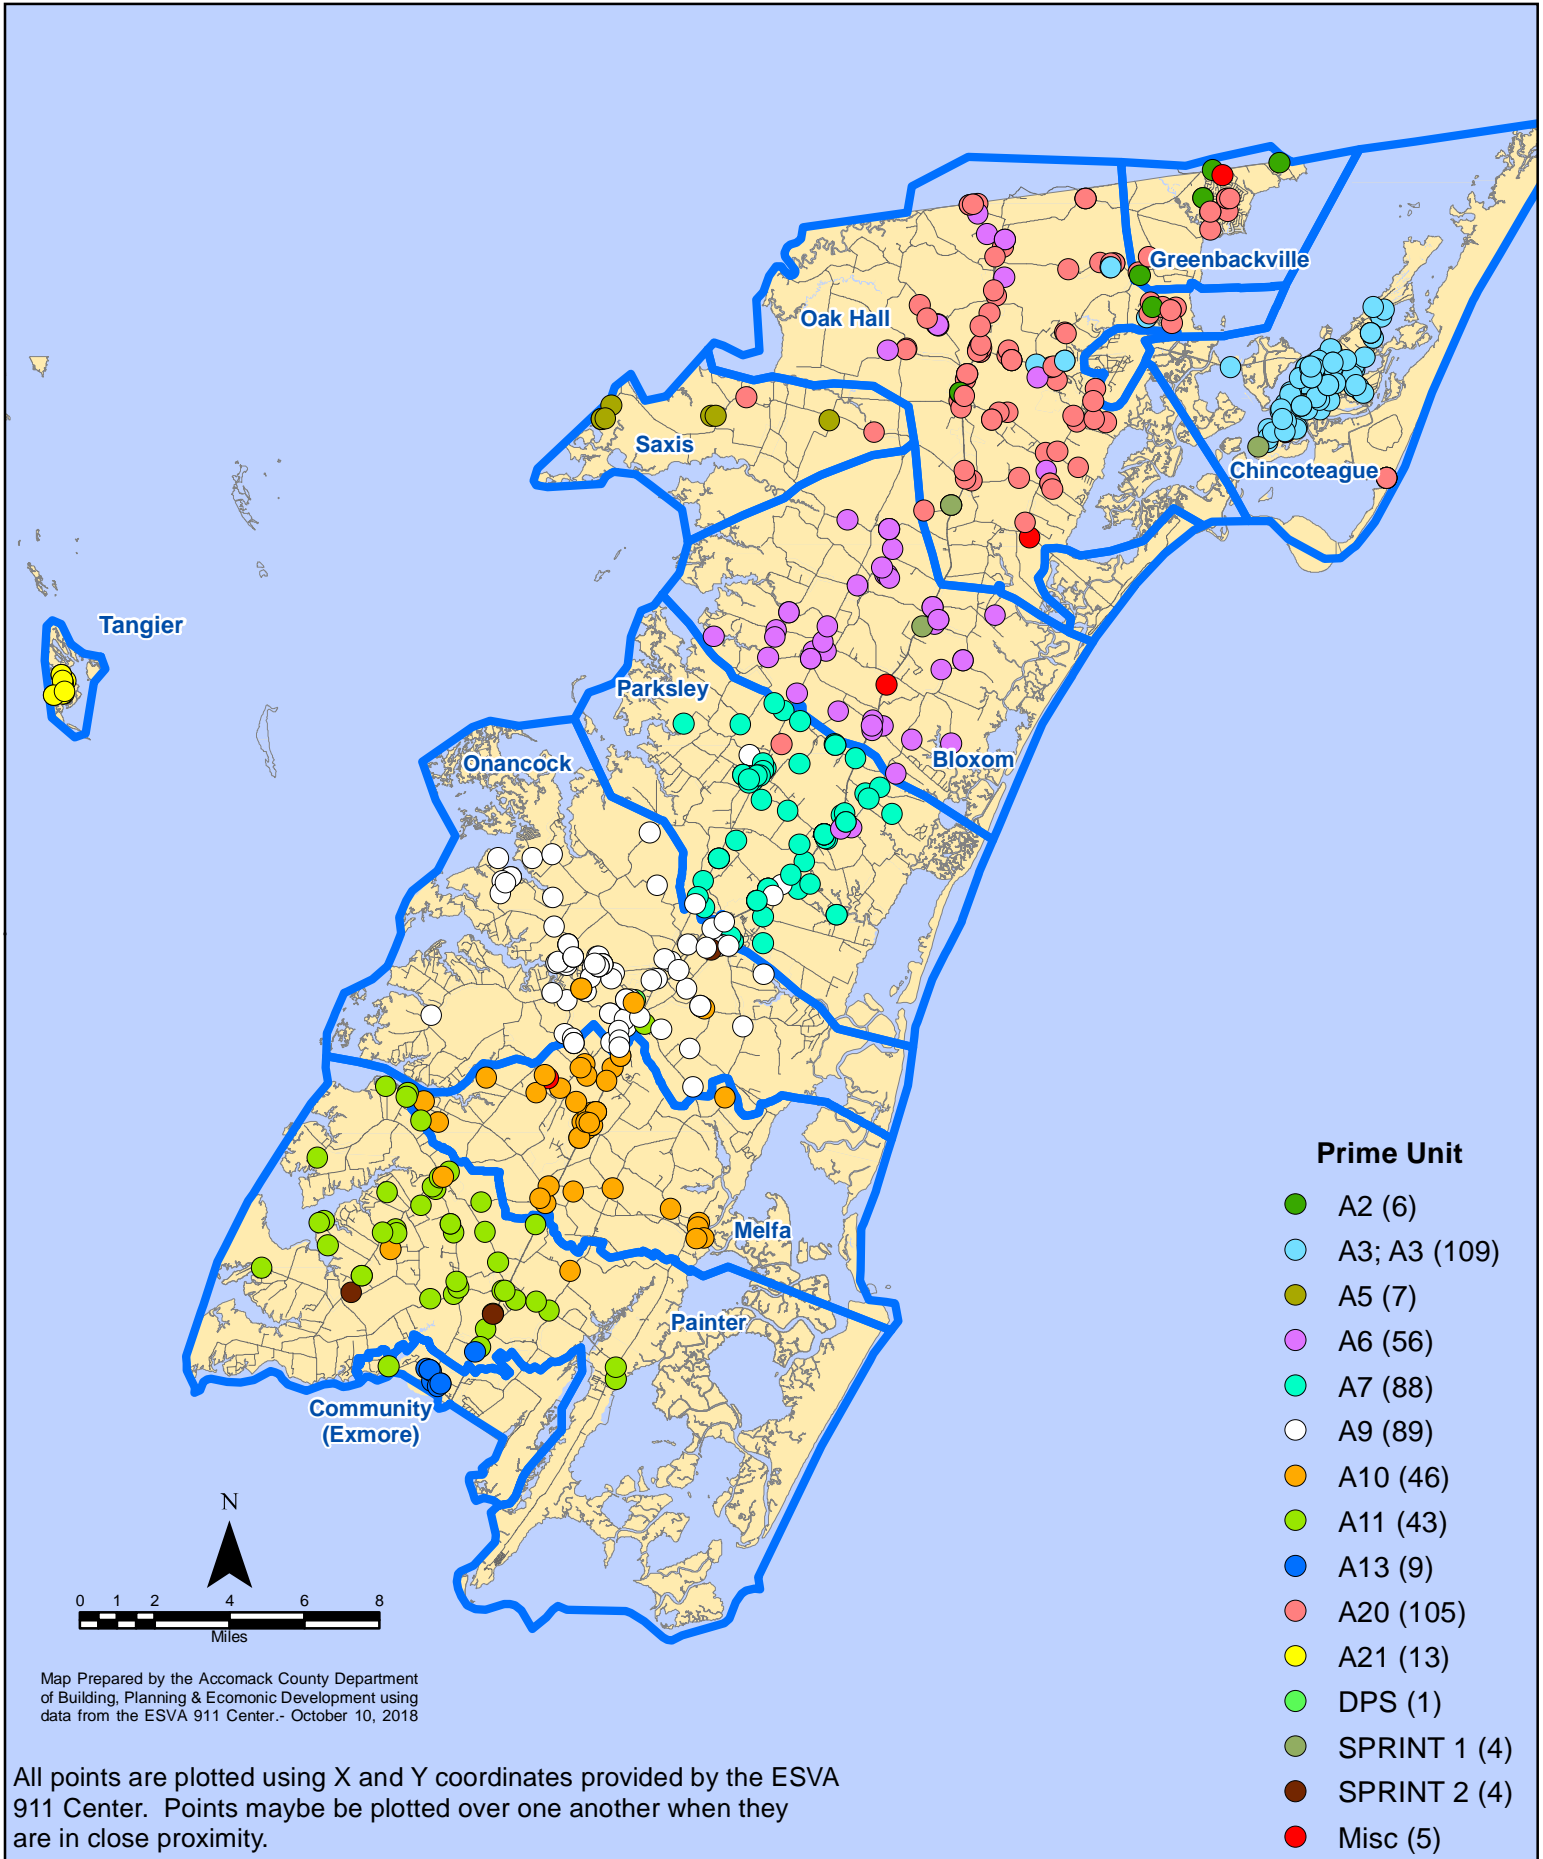 Greenbackville
Oak Hall
Saxis
Chincoteague
Tangier
Parksley
Onancock
Bloxom
Melfa
Painter
Community
(Exmore)
Prime Unit
A2 (6)
A3; A3 (109)
A5 (7)
A6 (56)
A7 (88)
A9 (89)
A10 (46)
A11 (43)
A13 (9)
A20 (105)
A21 (13)
DPS (1)
SPRINT 1 (4)
SPRINT 2 (4)
Misc (5)
N
0 1 2 4 6 8
Miles
Map Prepared by the Accomack County Department
of Building, Planning & Ecomonic Development using
data from the ESVA 911 Center.- October 10, 2018
All points are plotted using X and Y coordinates provided by the ESVA
911 Center.  Points maybe be plotted over one another when they
are in close proximity.